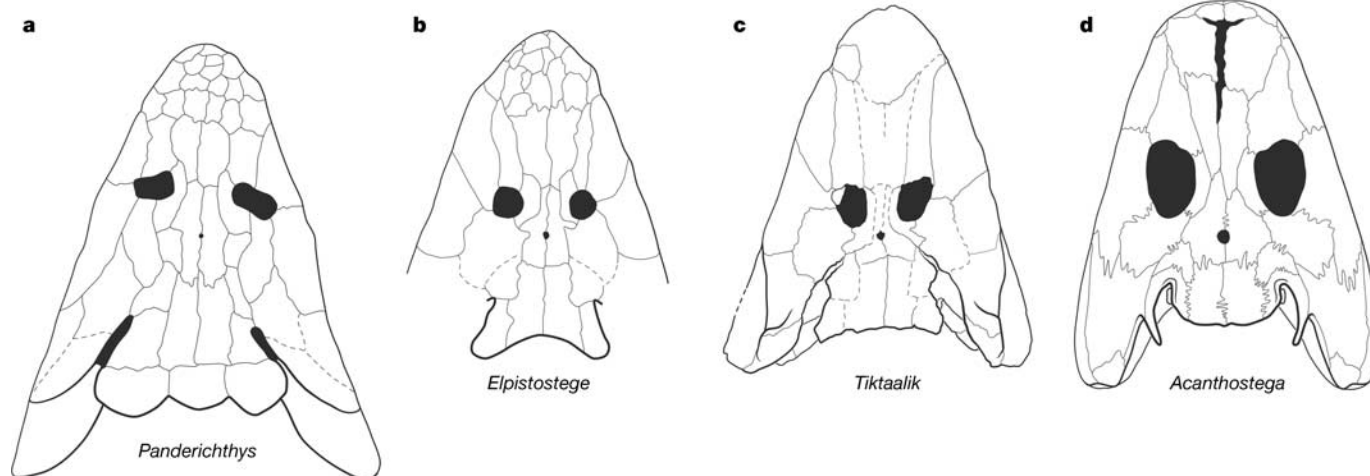 a
b
c
d
Panderichthys
Elpistostege
Tiktaalik
Acanthostega